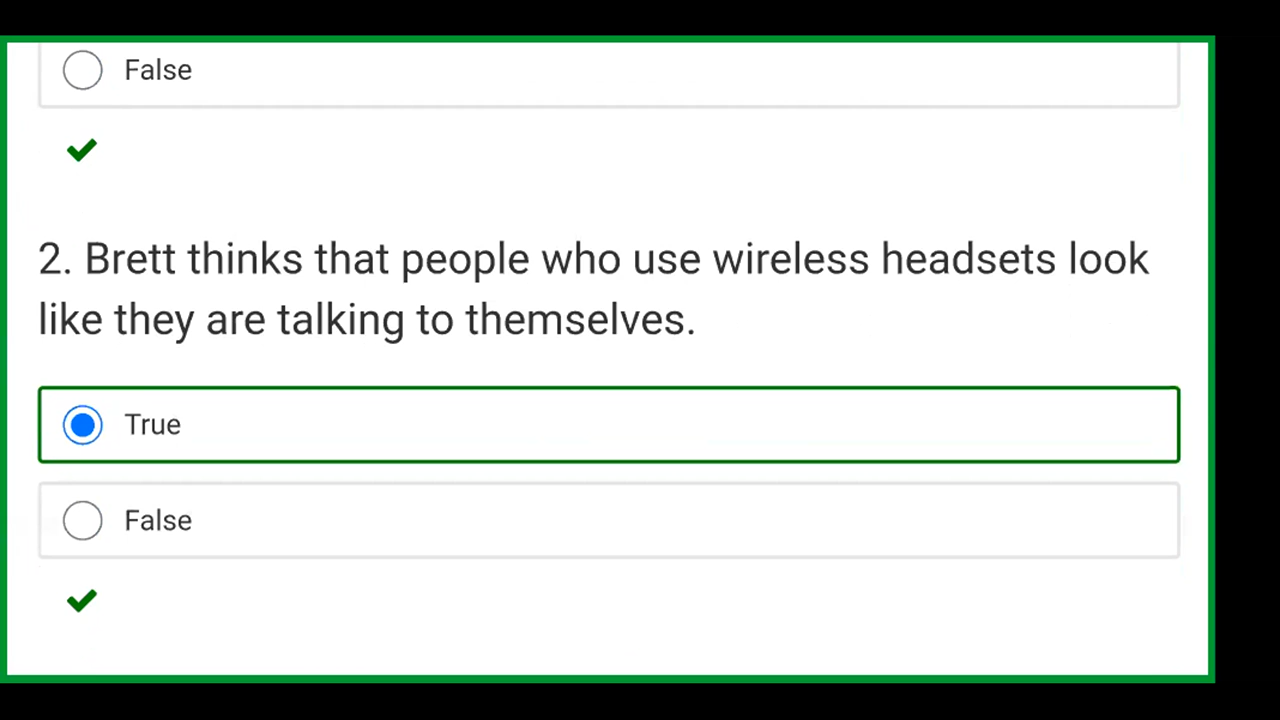 False
2. Brett thinks that people who use wireless headsets look
like they are talking to themselves.
True
False